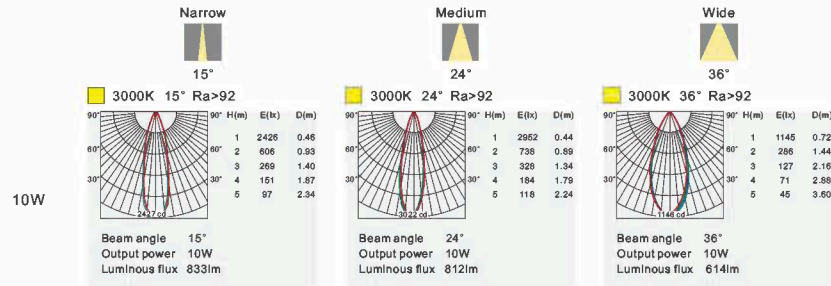 Narrow Medium Wide
15° 24° 36°
3000K 15° Ra>92
90° 90° H(m) E(lx) D(m)
1 2426 0.46
60° 60° 2 606 0.93
3 269 1.40
30° 30° 4 151 1.87
5 97 2.34
2427 cd
Beam angle 15°
Output power 10W
Luminous flux 833lm
3000K 24° Ra>92
90° 90° H(m) E(lx) D(m)
1 2952 0.44
60° 60° 2 738 0.89
3 328 1.34
30° 30° 4 184 1.79
5 118 2.24
3022 cd
Beam angle 24°
Output power 10W
Luminous flux 812lm
3000K 36° Ra>92
90° 90° H(m) E(lx) D(m)
1 1145 0.72
60° 60° 2 286 1.44
3 127 2.16
30° 30° 4 71 2.88
5 45 3.60
1146 cd
Beam angle 36°
Output power 10W
Luminous flux 614lm
10W